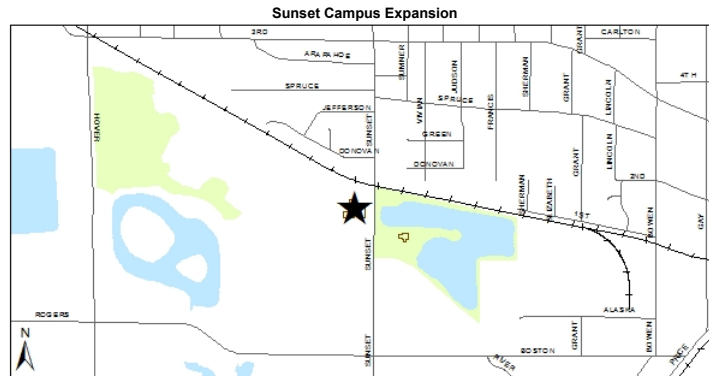 Sunset Campus Expansion
3RD
CARLTON
GRANT
ARAPAHOE
SUMNER
JUDSON
SHERMAN
4TH
SPRUCE
GRANT
LINCOLN
VIVIAN
SPRUCE
FRANCIS
JEFFERSON
HOVER
SUNSET
GREEN
DONOVAN
DONOVAN
GRANT
LINCOLN
2ND
SHERMAN
ELIZABETH
1ST
BOWEN
GAY
SUNSET
ROGERS
ALASKA
N
SUNSET
GRANT
BOWEN
BOSTON
RIVER
PRICE